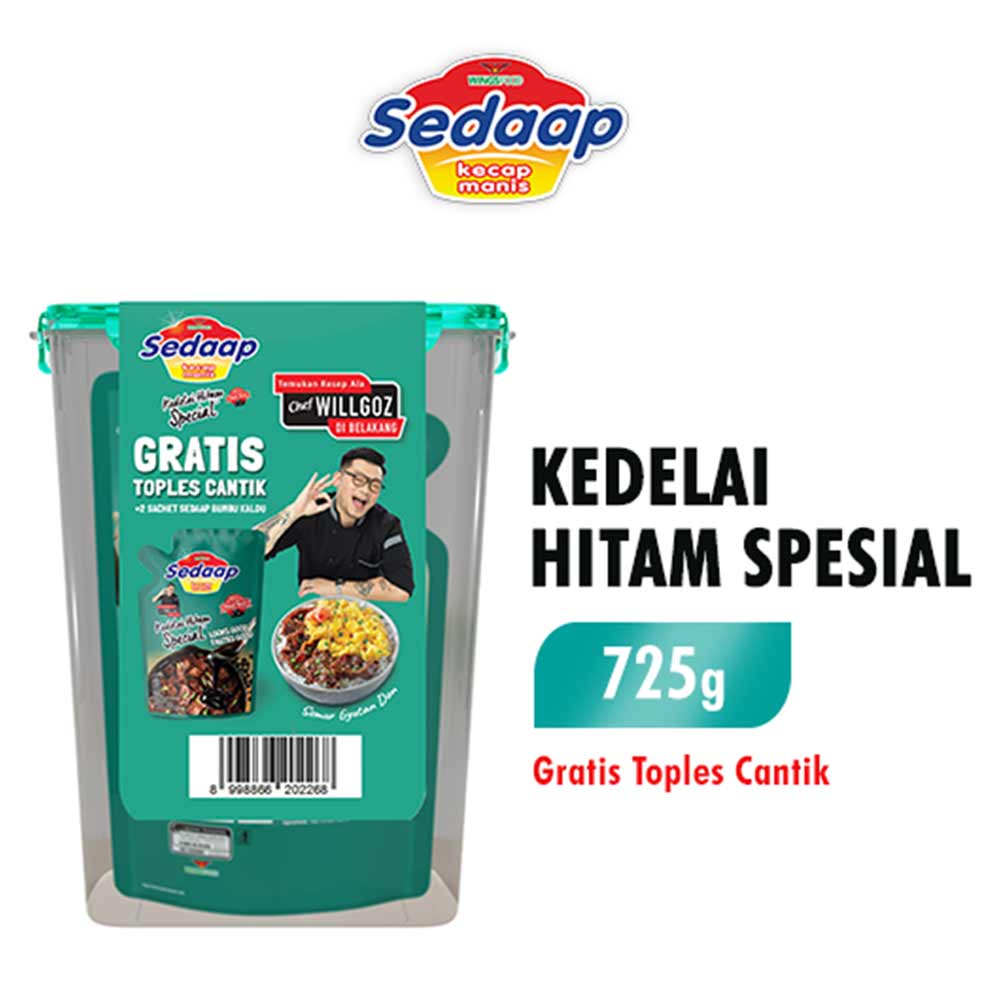 WINGSFOOD
Sedaap
kecap
manis
Sedaap
kecap
manis
Kedelai Hitam
Special
Temukan Resep Ala
Chef WILLGOZ
DI BELAKANG
GRATIS
TOPLES CANTIK
+2 SACHET SEDAAP BUMBU KALDU
Sedaap
Kedelai Hitam
Special
Semur Gyutan Don
8 998866 202268
KEDELAI
HITAM SPESIAL
725g
Gratis Toples Cantik